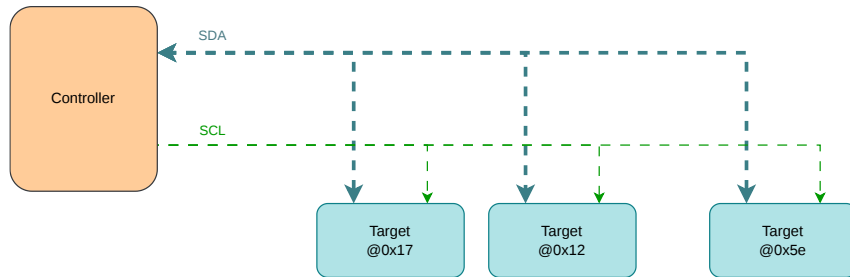 SDA
Controller
SCL
Target
@0x17
Target
@0x12
Target
@0x5e